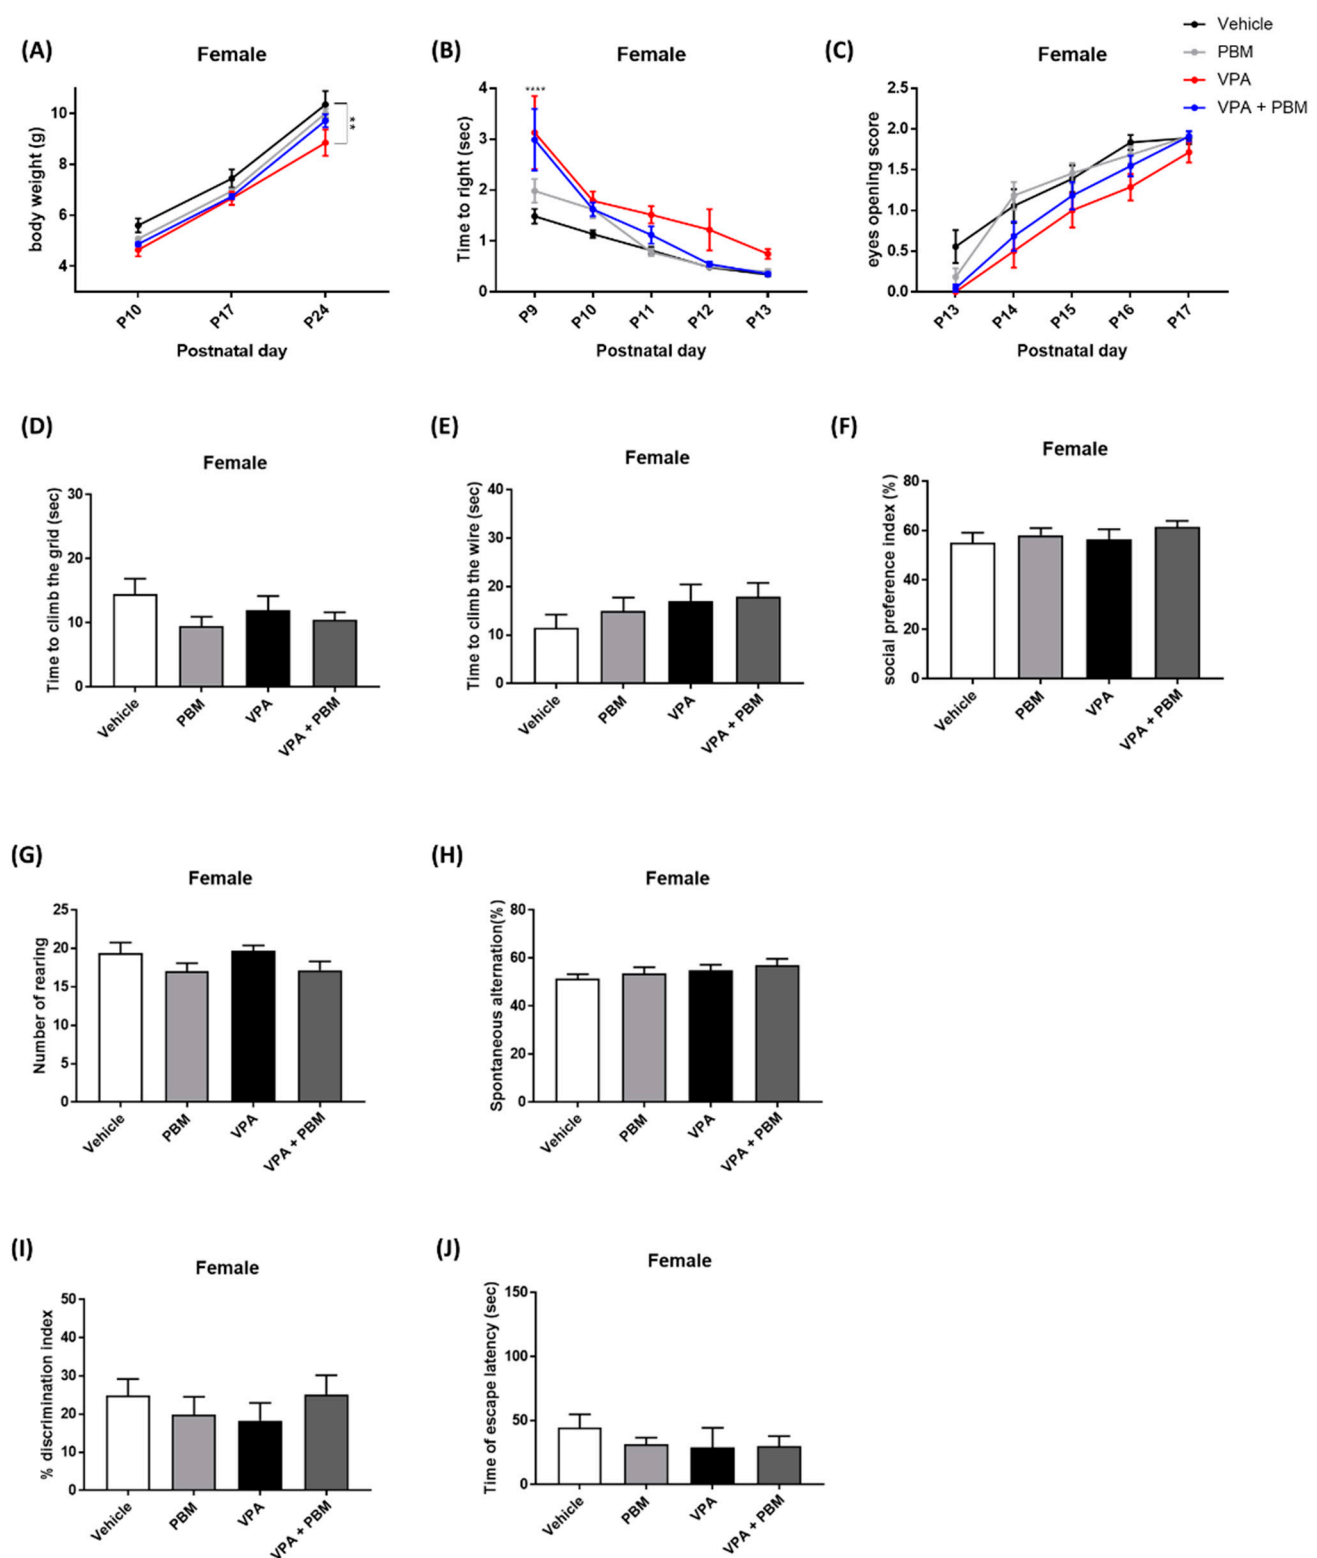 Vehicle
PBM
VPA
VPA + PBM
(A)
Female
body weight (g)
10
8
6
4
**
P10
P17
P24
Postnatal day
(B)
Female
Time to right (sec)
4
3
2
1
0
****
P9
P10
P11
P12
P13
Postnatal day
(C)
Female
eyes opening score
2.5
2.0
1.5
1.0
0.5
0.0
P13
P14
P15
P16
P17
Postnatal day
(D)
Female
Time to climb the grid (sec)
30
20
10
0
Vehicle
PBM
VPA
VPA + PBM
(E)
Female
Time to climb the wire (sec)
40
30
20
10
0
Vehicle
PBM
VPA
VPA + PBM
(F)
Female
social preference index (%)
80
60
40
20
0
Vehicle
PBM
VPA
VPA + PBM
(G)
Female
Number of rearing
25
20
15
10
5
0
Vehicle
PBM
VPA
VPA + PBM
(H)
Female
Spontaneous alternation(%)
80
60
40
20
0
Vehicle
PBM
VPA
VPA + PBM
(I)
Female
% discrimination index
50
40
30
20
10
0
Vehicle
PBM
VPA
VPA + PBM
(J)
Female
Time of escape latency (sec)
150
100
50
0
Vehicle
PBM
VPA
VPA + PBM